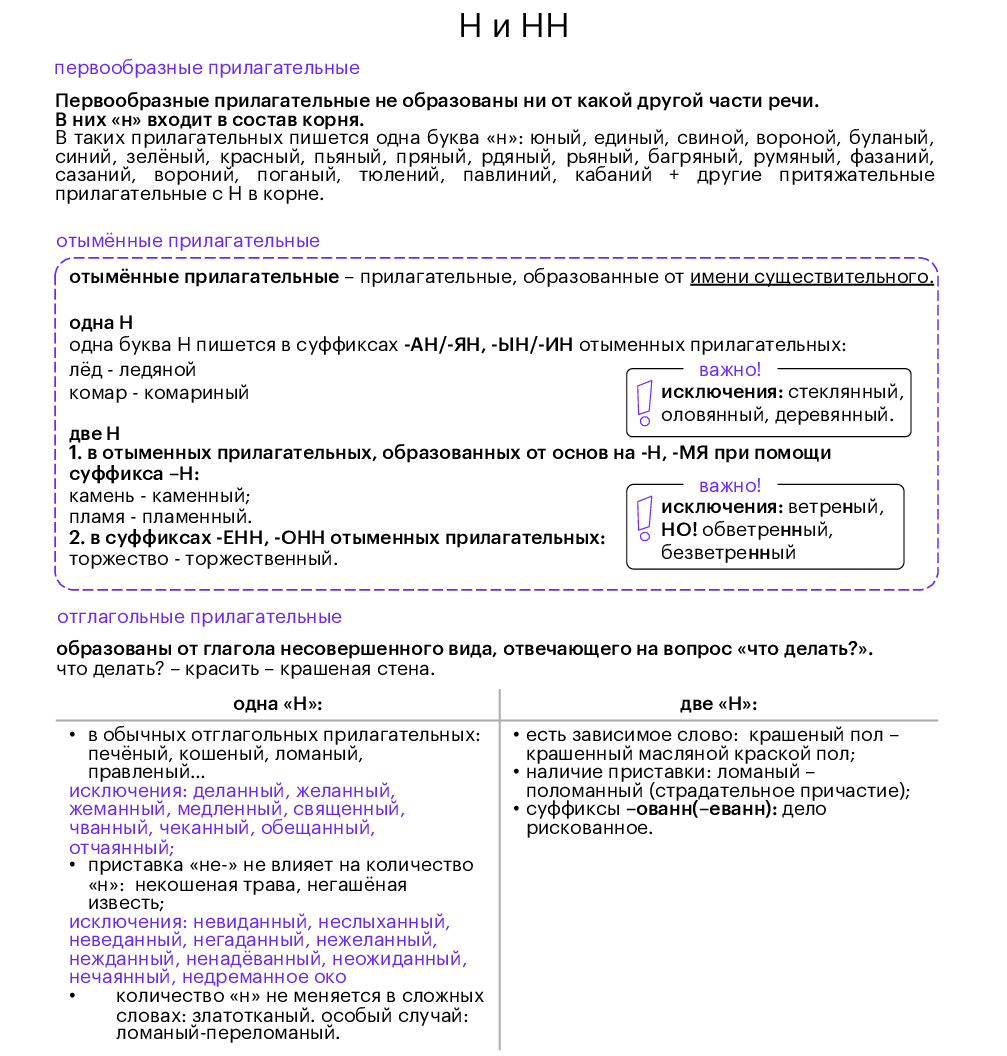 Н и НН
первообразные прилагательные
Первообразные прилагательные не образованы ни от какой другой части речи.
В них «н» входит в состав корня.
В таких прилагательных пишется одна буква «н»: юный, единый, свиной, вороной, буланый,
синий, зелёный, красный, пьяный, пряный, рдяный, рьяный, багряный, румяный, фазаний,
сазаний, вороний, поганый, тюлений, павлиний, кабаний + другие притяжательные
прилагательные с Н в корне.
отымённые прилагательные
отымённые прилагательные – прилагательные, образованные от имени существительного.
одна Н
одна буква Н пишется в суффиксах -АН/-ЯН, -ЫН/-ИН отыменных прилагательных:
лёд - ледяной
комар - комариный
важно!
исключения: стеклянный,
оловянный, деревянный.
две Н
1. в отыменных прилагательных, образованных от основ на -Н, -МЯ при помощи
суффикса –Н:
камень - каменный;
пламя - пламенный.
2. в суффиксах -ЕНН, -ОНН отыменных прилагательных:
торжество - торжественный.
важно!
исключения: ветреный,
НО! обветренный,
безветренный
отглагольные прилагательные
образованы от глагола несовершенного вида, отвечающего на вопрос «что делать?».
что делать? – красить – крашеная стена.
одна «Н»:
• в обычных отглагольных прилагательных:
печёный, кошеный, ломаный,
правленый...
исключения: деланный, желанный,
жеманный, медленный, священный,
чванный, чеканный, обещанный,
отчаянный;
• приставка «не-» не влияет на количество
«н»: некошеная трава, негашёная
известь;
исключения: невиданный, неслыханный,
неведанный, негаданный, нежеланный,
нежданный, ненадёванный, неожиданный,
нечаянный, недреманное око
• количество «н» не меняется в сложных
словах: златотканый. особый случай:
ломаный-переломаный.
две «Н»:
• есть зависимое слово: крашеный пол –
крашенный масляной краской пол;
• наличие приставки: ломаный –
поломанный (страдательное причастие);
• суффиксы –ованн(–еванн): дело
рискованное.